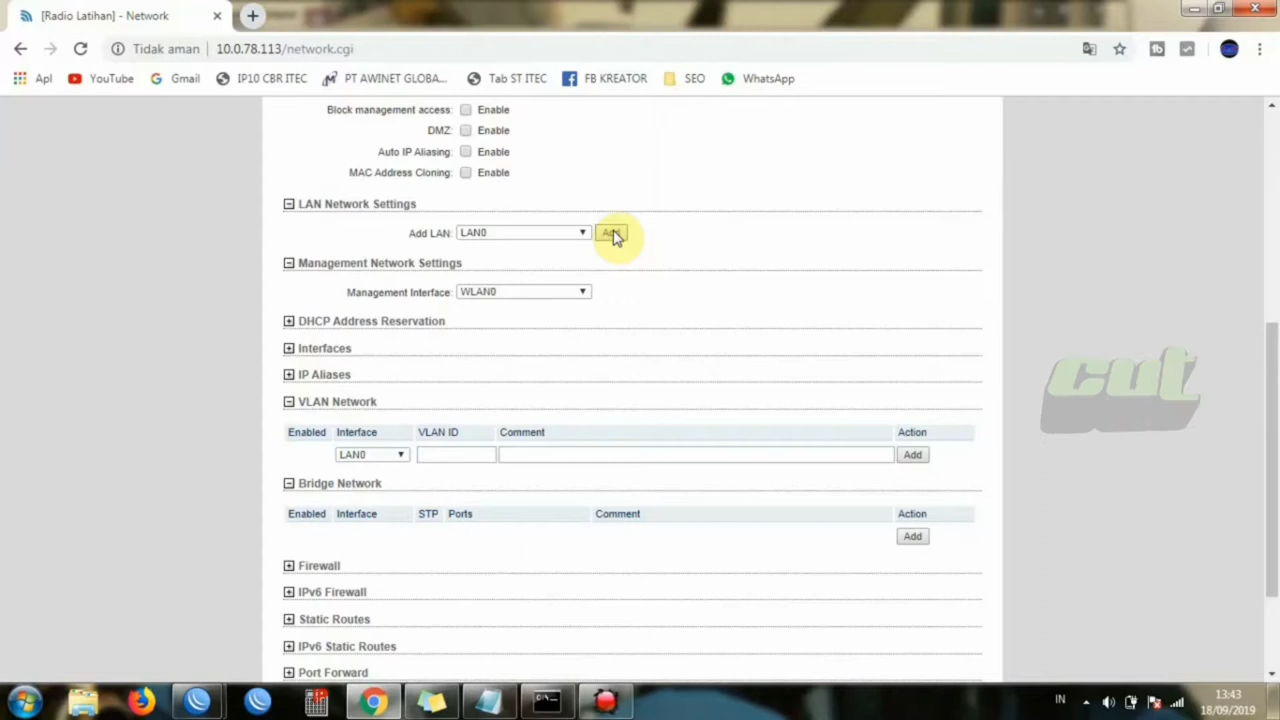 [Radio Latihan] - Network
Tidak aman 10.0.78.113/network.cgi
Apl YouTube Gmail IP10 CBR ITEC PT AWINET GLOBA... Tab ST ITEC FB KREATOR SEO WhatsApp
Block management access: Enable
DMZ: Enable
Auto IP Aliasing: Enable
MAC Address Cloning: Enable
LAN Network Settings
Add LAN: LAN0 Add
Management Network Settings
Management Interface: WLAN0
DHCP Address Reservation
Interfaces
IP Aliases
VLAN Network
Enabled Interface VLAN ID Comment Action
LAN0 Add
cut
Bridge Network
Enabled Interface STP Ports Comment Action
Add
Firewall
IPv6 Firewall
Static Routes
IPv6 Static Routes
Port Forward
IN 13:43
18/09/2019